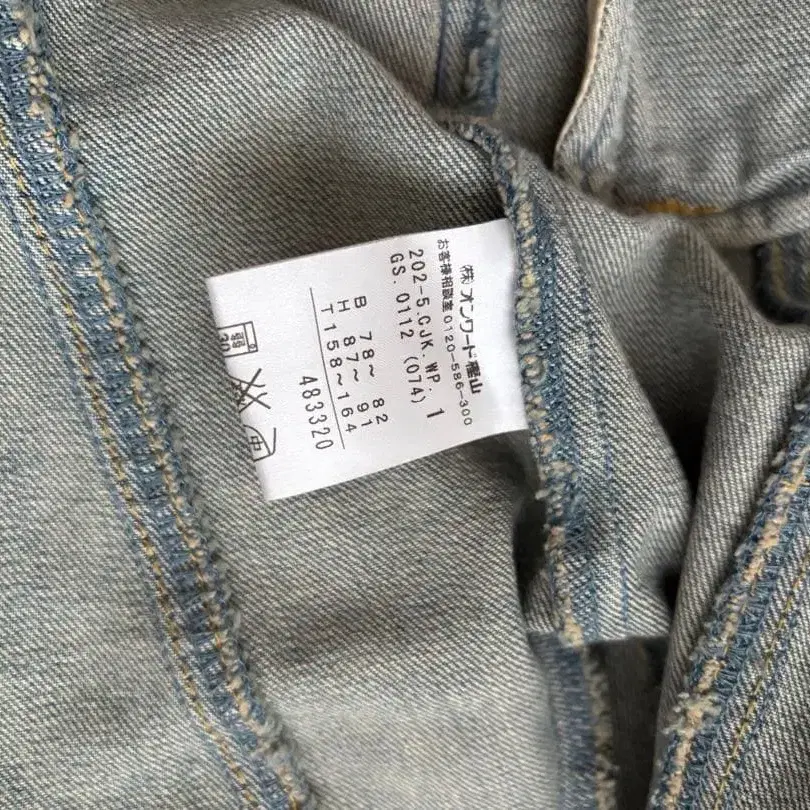 ㈱オンワード樫山
お客様相談室 0120-586-300
202-5.CJK.WP. 1
GS. 0112 (074)
B 78～ 82
H 87～ 91
T 158～164
483320